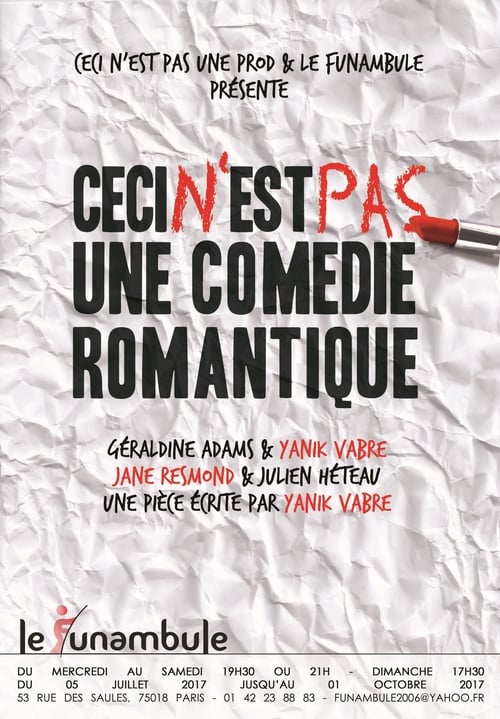 CECI N'EST PAS UNE PROD & LE FUNAMBULE
PRÉSENTE
CECI N'EST PAS
UNE COMEDIE
ROMANTIQUE
GÉRALDINE ADAMS & YANIK VABRE
JANE RESMOND & JULIEN HÉTEAU
UNE PIÈCE ÉCRITE PAR YANIK VABRE
le Funambule
DU MERCREDI AU SAMEDI 19H30 OU 21H - DIMANCHE 17H30
DU 05 JUILLET 2017 JUSQU'AU 01 OCTOBRE 2017
53 RUE DES SAULES, 75018 PARIS - 01 42 23 88 83 - FUNAMBULE2006@YAHOO.FR